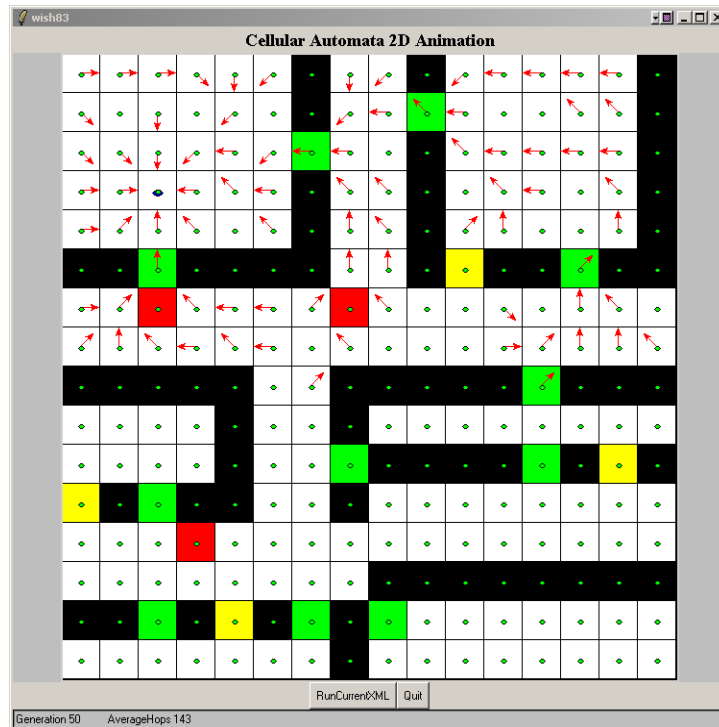 wish83
Cellular Automata 2D Animation
RunCurrentXML Quit
Generation 50 AverageHops 143